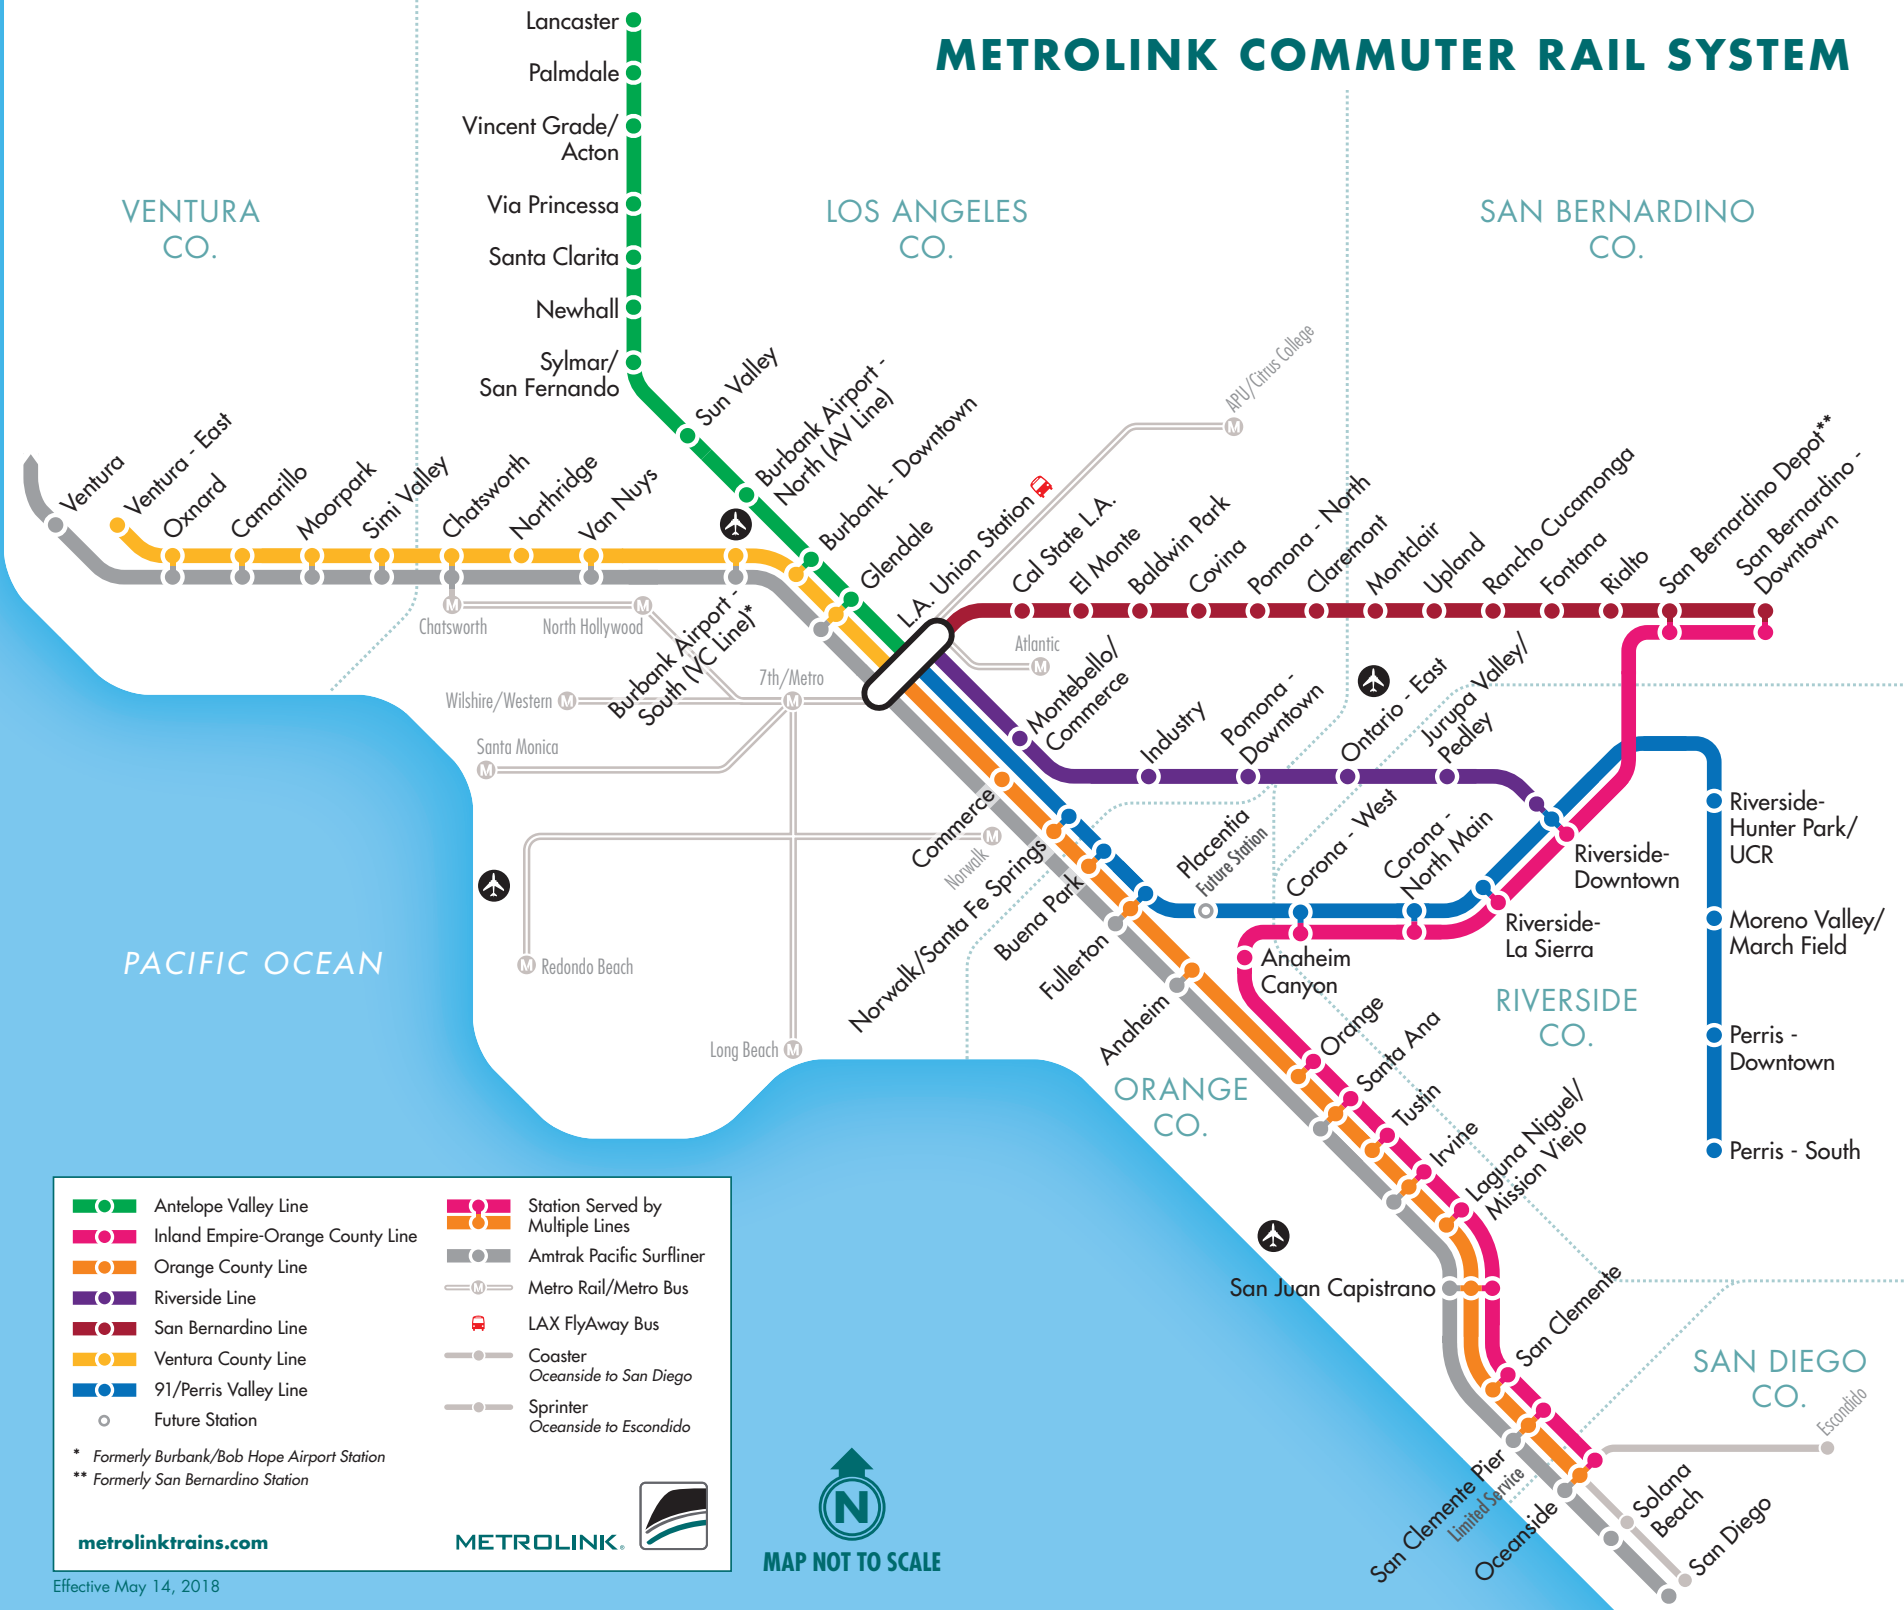 METROLINK COMMUTER RAIL SYSTEM
Lancaster
Palmdale
Vincent Grade/
Acton
Via Princessa
Santa Clarita
Newhall
Sylmar/
San Fernando
VENTURA
CO.
LOS ANGELES
CO.
SAN BERNARDINO
CO.
Sun Valley
Burbank Airport -
North (AV Line)
Burbank - Downtown
Glendale
L.A. Union Station
APU/Citrus College
Ventura
Ventura - East
Oxnard
Camarillo
Moorpark
Simi Valley
Chatsworth
Northridge
Van Nuys
Burbank Airport -
South (VC Line)*
Cal State L.A.
El Monte
Baldwin Park
Covina
Pomona - North
Claremont
Montclair
Upland
Rancho Cucamonga
Fontana
Rialto
San Bernardino Depot**
San Bernardino -
Downtown
M
Chatsworth
M
North Hollywood
Atlantic
M
M
Wilshire/Western M
7th/Metro
M
Santa Monica
M
Montebello/
Commerce
Industry
Pomona -
Downtown
Ontario - East
Jurupa Valley/
Pedley
Commerce
Norwalk
M
Norwalk/Santa Fe Springs
Buena Park
Fullerton
Anaheim
Placentia
Future Station
Corona - West
Corona -
North Main
Riverside-
Downtown
Riverside-
La Sierra
Riverside-
Hunter Park/
UCR
Moreno Valley/
March Field
Perris -
Downtown
Perris - South
PACIFIC OCEAN
M Redondo Beach
Long Beach M
Anaheim
Canyon
RIVERSIDE
CO.
ORANGE
CO.
Orange
Santa Ana
Tustin
Irvine
Laguna Niguel/
Mission Viejo
San Juan Capistrano
San Clemente
SAN DIEGO
CO.
Escondido
San Clemente Pier
Limited Service
Oceanside
Solana
Beach
San Diego
Antelope Valley Line
Inland Empire-Orange County Line
Orange County Line
Riverside Line
San Bernardino Line
Ventura County Line
91/Perris Valley Line
Future Station
* Formerly Burbank/Bob Hope Airport Station
** Formerly San Bernardino Station
Station Served by
Multiple Lines
Amtrak Pacific Surfliner
M Metro Rail/Metro Bus
LAX FlyAway Bus
Coaster
Oceanside to San Diego
Sprinter
Oceanside to Escondido
metrolinktrains.com
METROLINK®
N
MAP NOT TO SCALE
Effective May 14, 2018